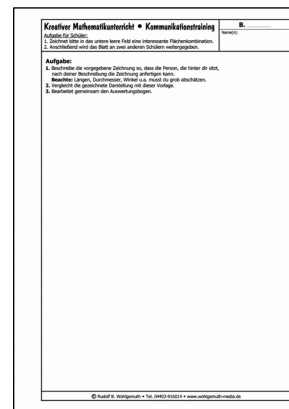 Kreativer Mathematikunterricht • Kommunikationstraining
B.
Name(n):
Aufgabe für Schüler:
1. Zeichnet bitte in das untere leere Feld eine interessante Flächenkombination.
2. Anschließend wird das Blatt an zwei anderen Schülern weitergegeben.
Aufgabe:
1. Beschreibe die vorgegebene Zeichnung so, dass die Person, die hinter dir sitzt,
nach deiner Beschreibung die Zeichnung anfertigen kann.
Beachte: Längen, Durchmesser, Winkel u.a. musst du grob abschätzen.
2. Vergleicht die gezeichnete Darstellung mit dieser Vorlage.
3. Bearbeitet gemeinsam den Auswertungsbogen.
© Rudolf B. Wohlgemuth • Tel. 04403-916014 • www.wohlgemuth-media.de